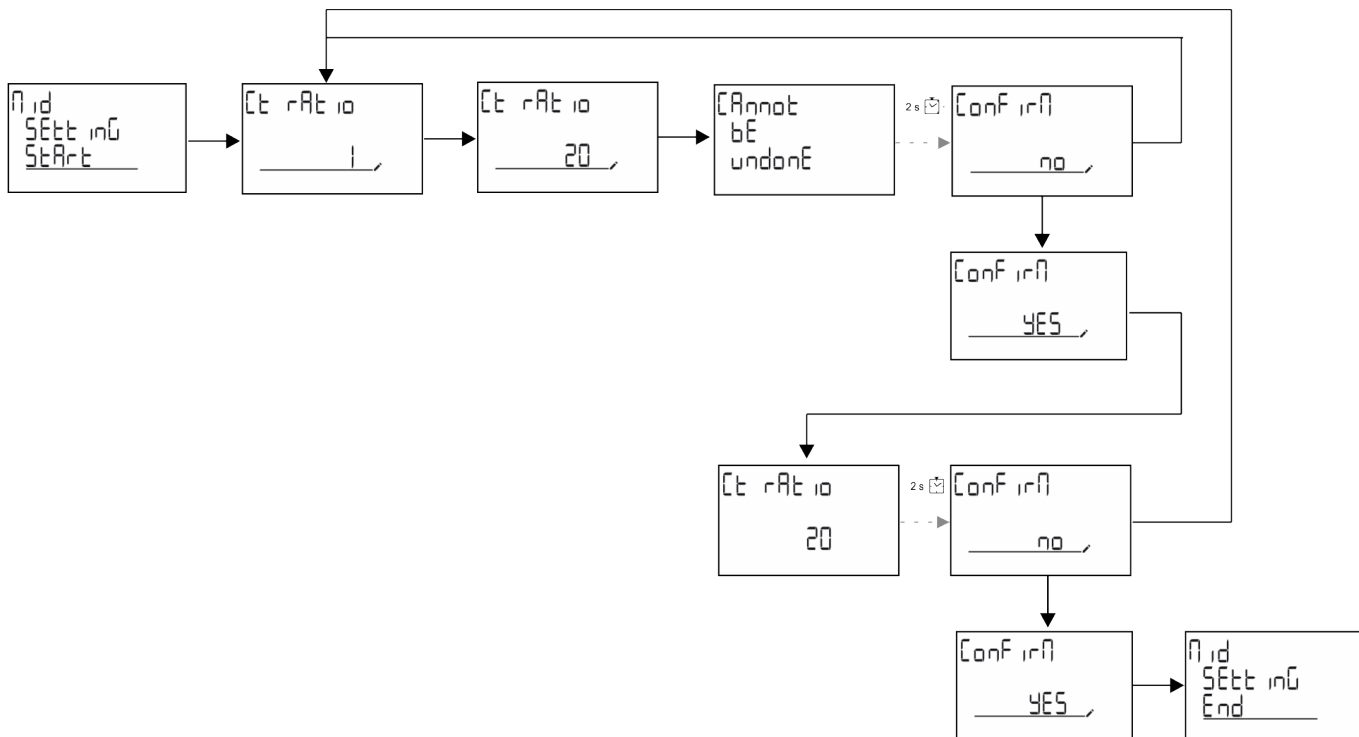 Mid
SEtt inG
StArt
Ct rAt io
1
Ct rAt io
20
CAnnot
bE
undonE
2 s
ConF irM
no
ConF irM
YES
Ct rAt io
20
2 s
ConF irM
no
ConF irM
YES
Mid
SEtt inG
End